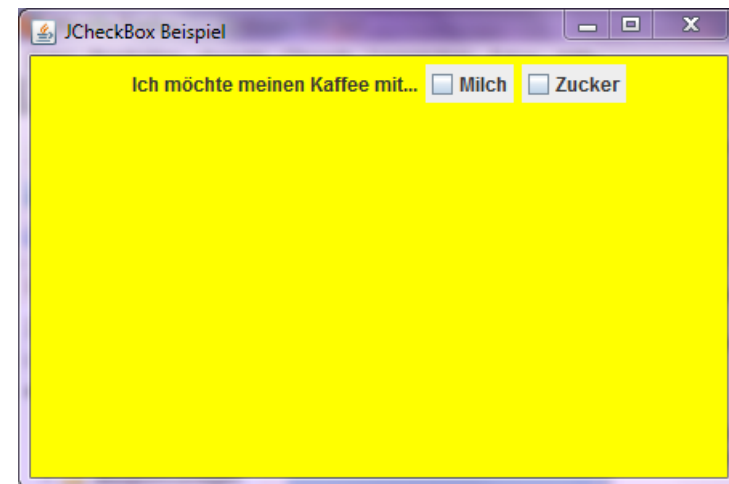 JCheckBox Beispiel
Ich möchte meinen Kaffee mit... Milch Zucker